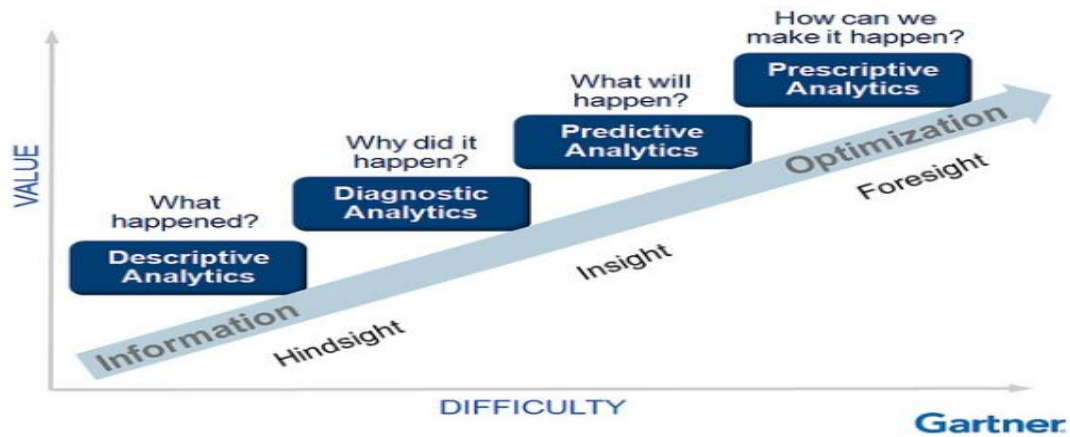 How can we
make it happen?
Prescriptive
Analytics
What will
happen?
Predictive
Analytics
Why did it
happen?
Diagnostic
Analytics
What
happened?
Descriptive
Analytics
VALUE
Information
Optimization
Hindsight
Insight
Foresight
DIFFICULTY
Gartner